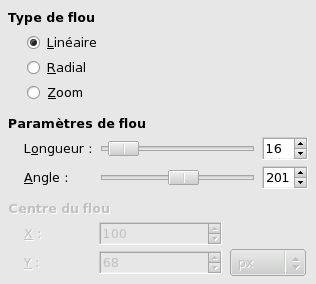 Type de flou
Linéaire
Radial
Zoom
Paramètres de flou
Longueur : 16
Angle : 201
Centre du flou
X : 100
Y : 68 px